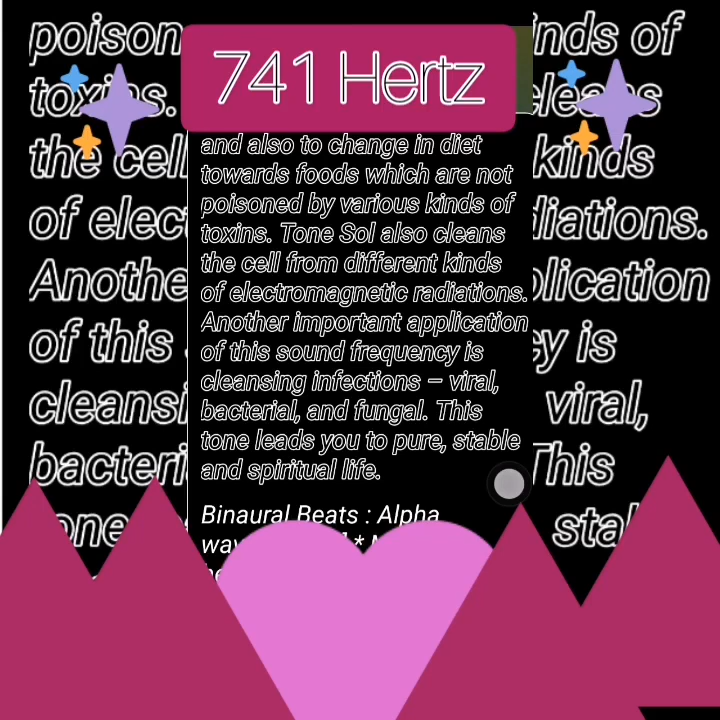 741 Hertz
and also to change in diet
towards foods which are not
poisoned by various kinds of
toxins. Tone Sol also cleans
the cell from different kinds
of electromagnetic radiations.
Another important application
of this sound frequency is
cleansing infections – viral,
bacterial, and fungal. This
tone leads you to pure, stable
and spiritual life.
Binaural Beats : Alpha